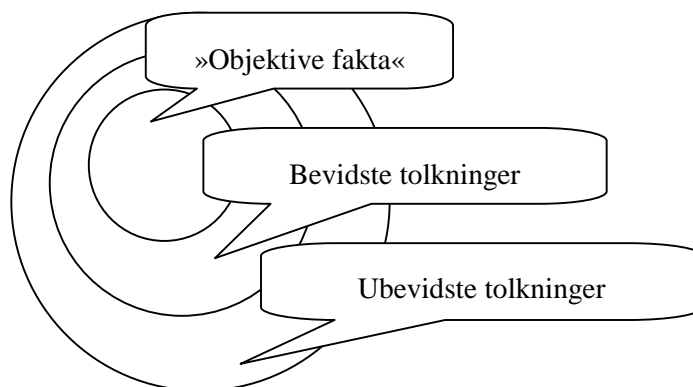 »Objektive fakta«
Bevidste tolkninger
Ubevidste tolkninger